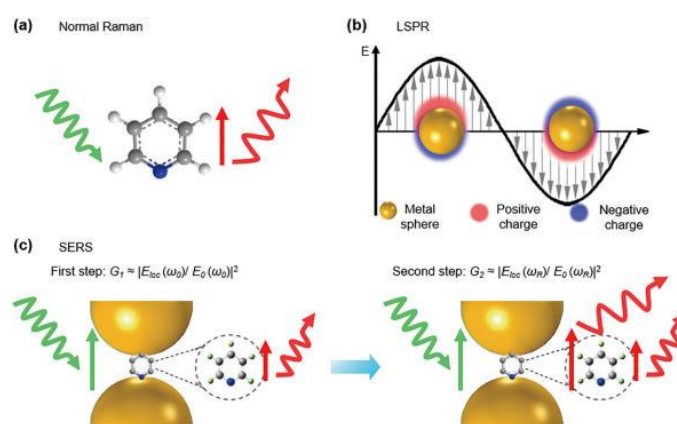 (a) Normal Raman
(b) LSPR
E
Metal sphere
Positive charge
Negative charge
(c) SERS
First step: G₁ ≈ |E_loc (ω₀)/ E₀ (ω₀)|²
Second step: G₂ ≈ |E_loc (ω_R)/ E₀ (ω_R)|²